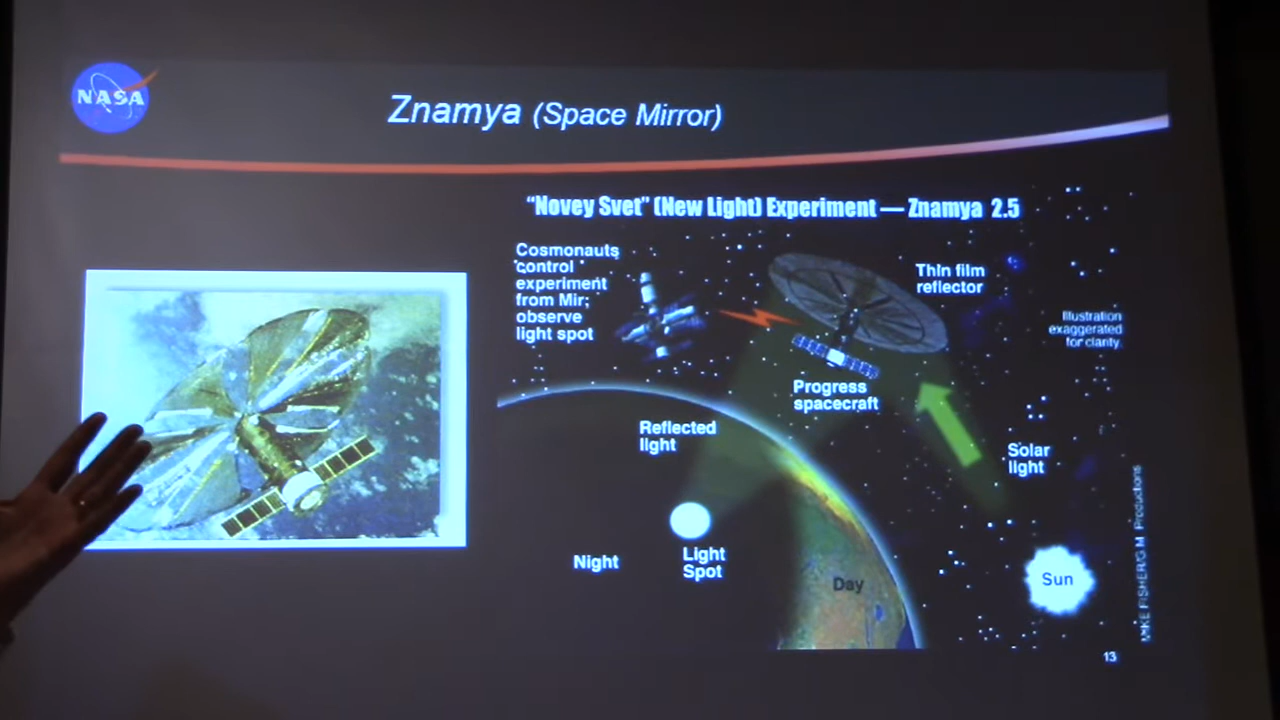 NASA
Znamya (Space Mirror)
"Novey Svet" (New Light) Experiment — Znamya 2.5
Cosmonauts
control
experiment
from Mir;
observe
light spot
Thin film
reflector
Illustration
exaggerated
for clarity.
Progress
spacecraft
Reflected
light
Solar
light
Night
Light
Spot
Day
Sun
MIKE FISHER/G M Productions
13